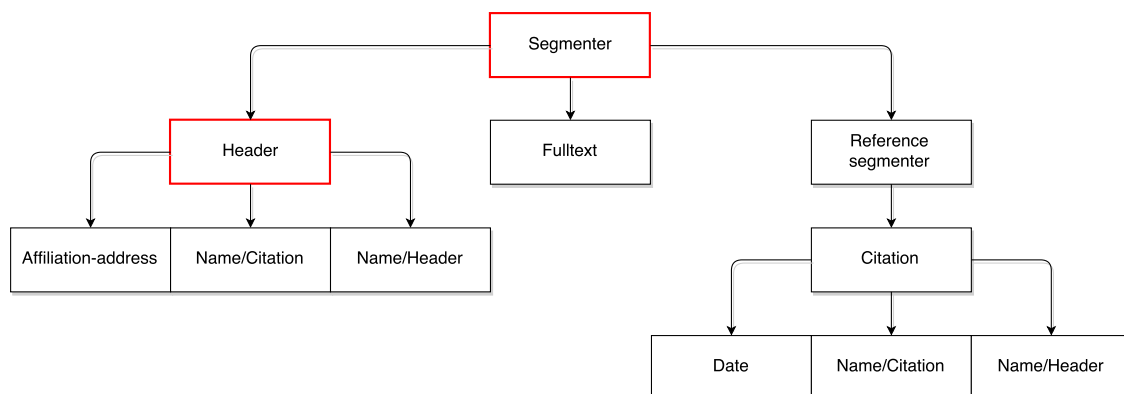 Segmenter
Header
Fulltext
Reference
segmenter
Affiliation-address
Name/Citation
Name/Header
Citation
Date
Name/Citation
Name/Header